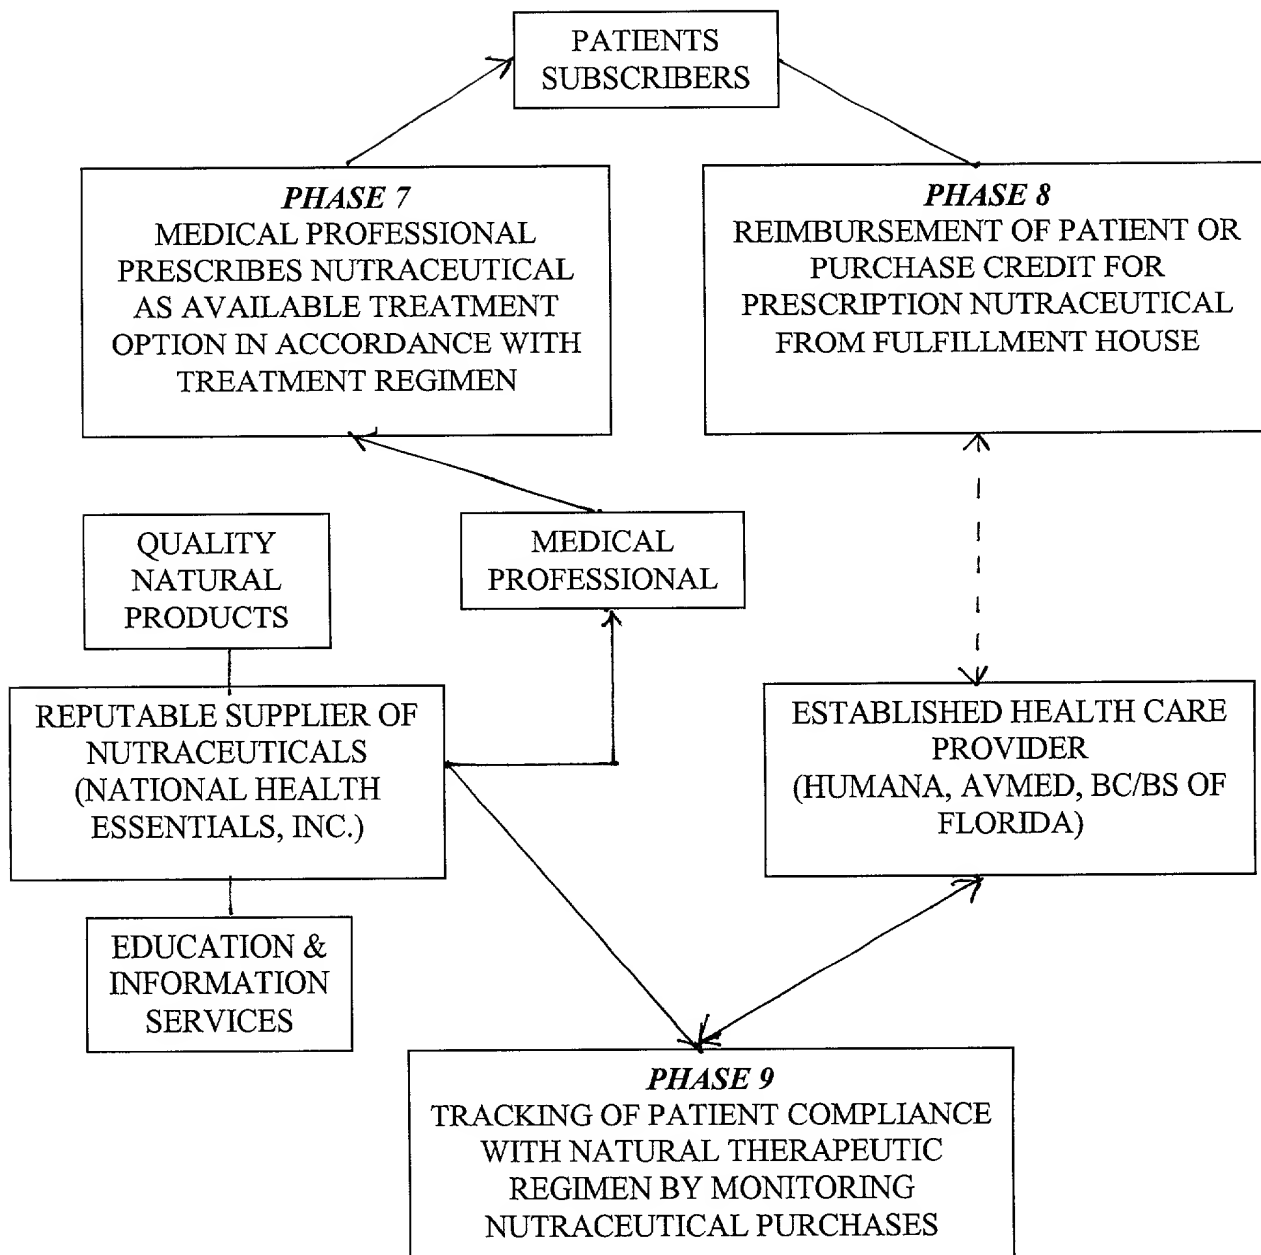 PATIENTS
SUBSCRIBERS
PHASE 7
MEDICAL PROFESSIONAL
PRESCRIBES NUTRACEUTICAL
AS AVAILABLE TREATMENT
OPTION IN ACCORDANCE WITH
TREATMENT REGIMEN
PHASE 8
REIMBURSEMENT OF PATIENT OR
PURCHASE CREDIT FOR
PRESCRIPTION NUTRACEUTICAL
FROM FULFILLMENT HOUSE
QUALITY
NATURAL
PRODUCTS
MEDICAL
PROFESSIONAL
REPUTABLE SUPPLIER OF
NUTRACEUTICALS
(NATIONAL HEALTH
ESSENTIALS, INC.)
ESTABLISHED HEALTH CARE
PROVIDER
(HUMANA, AVMED, BC/BS OF
FLORIDA)
EDUCATION &
INFORMATION
SERVICES
PHASE 9
TRACKING OF PATIENT COMPLIANCE
WITH NATURAL THERAPEUTIC
REGIMEN BY MONITORING
NUTRACEUTICAL PURCHASES